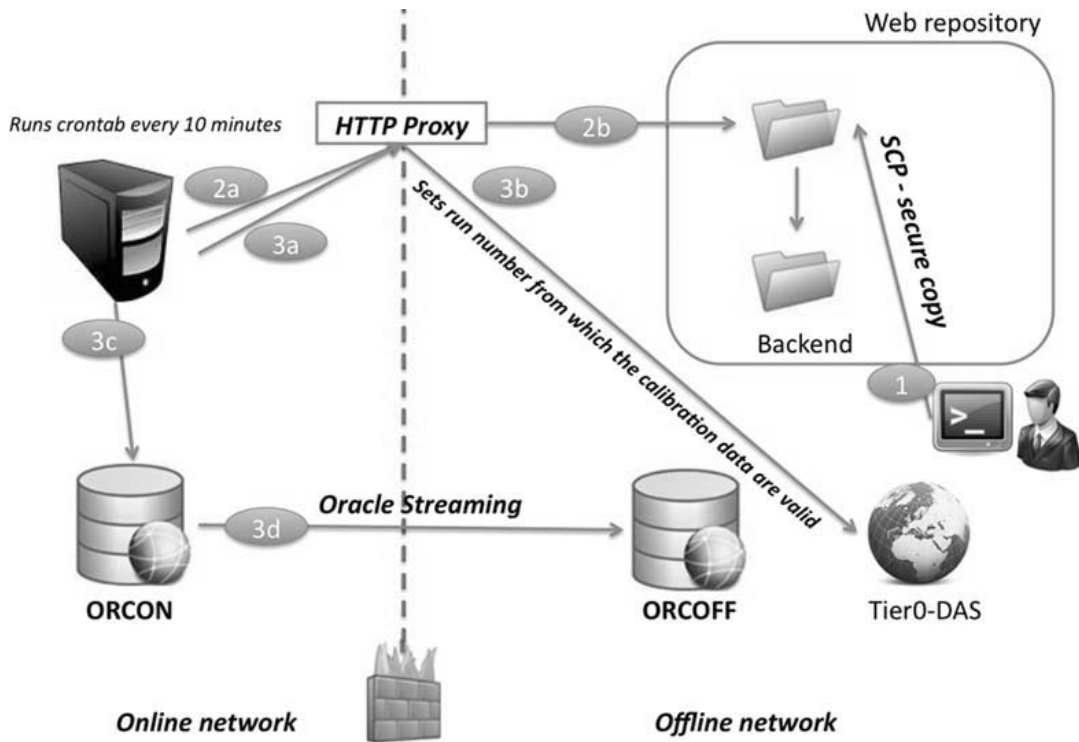 Web repository
Runs crontab every 10 minutes
HTTP Proxy
2b
2a
3b
3a
SCP - secure copy
Sets run number from which the calibration data are valid
3c
Backend
1
>_
Oracle Streaming
3d
ORCON
ORCOFF
Tier0-DAS
Online network
Offline network